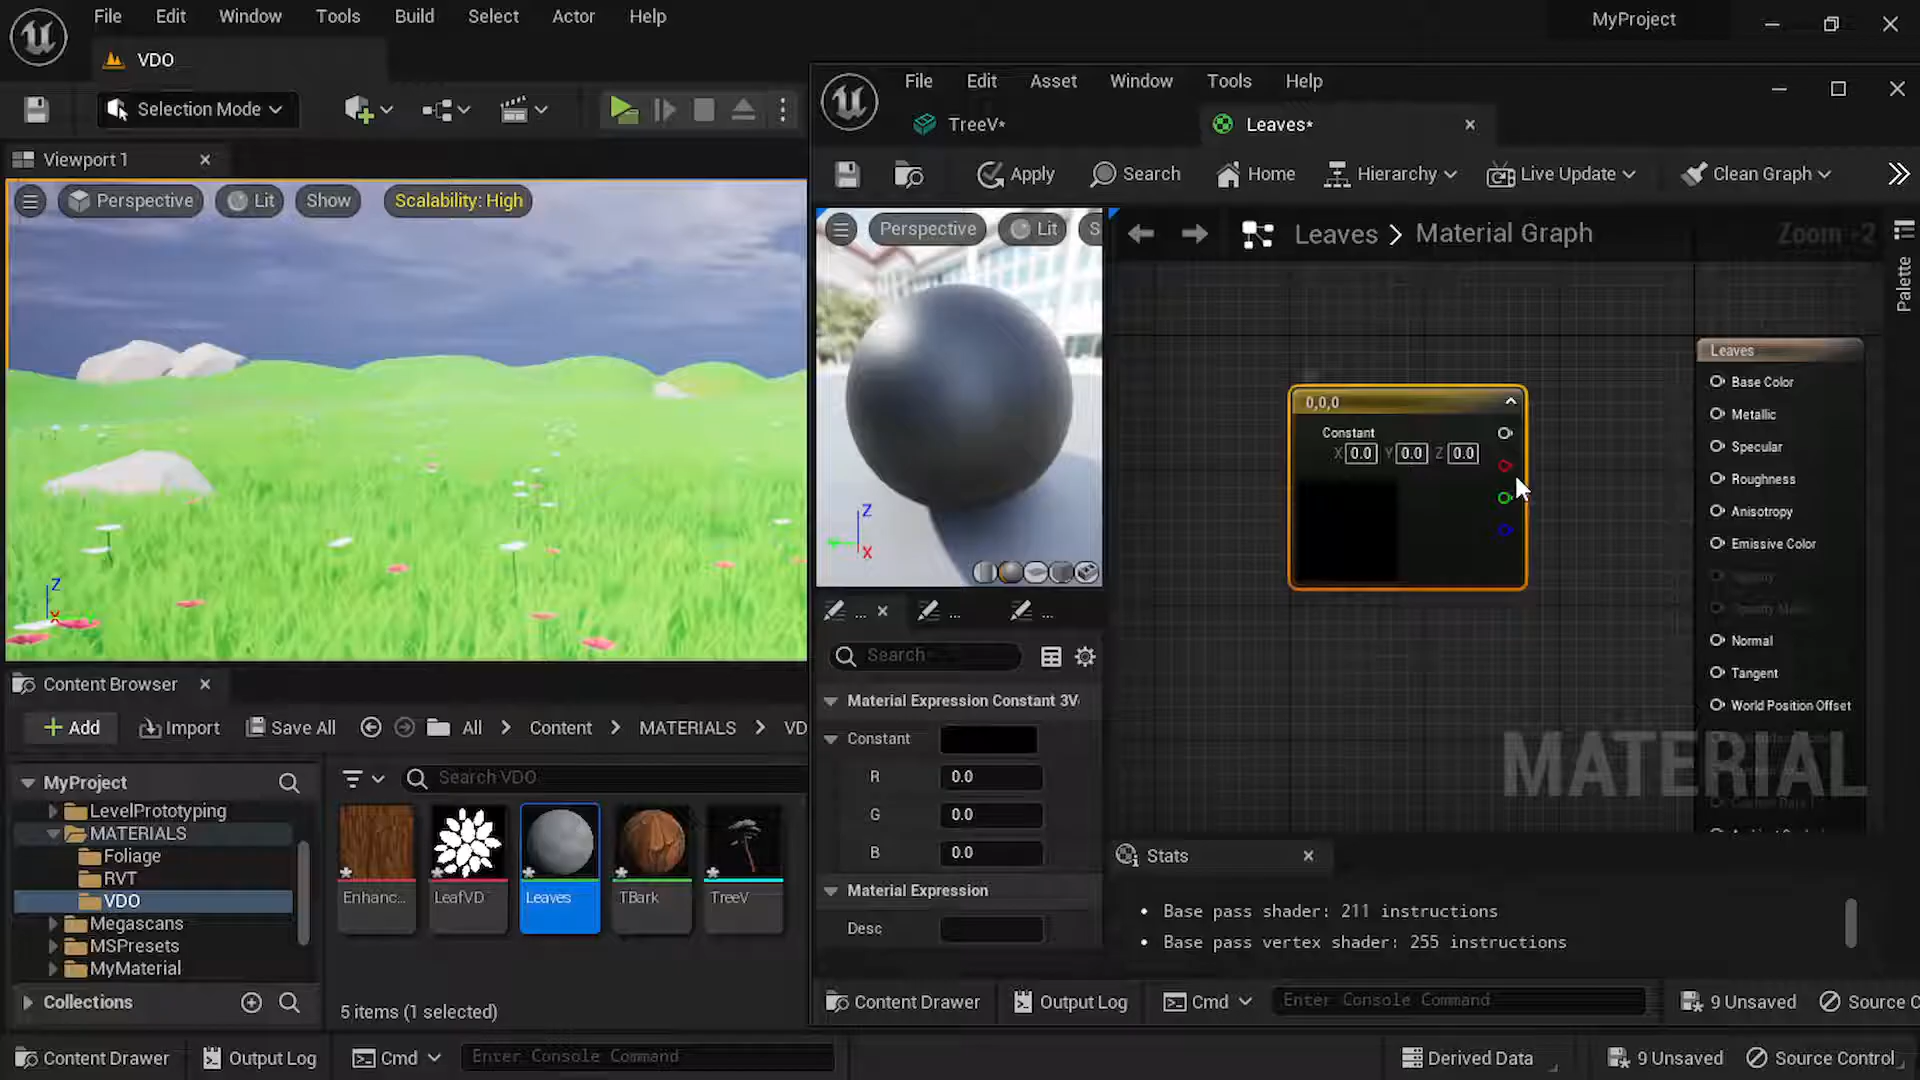 File Edit Window Tools Build Select Actor Help
MyProject
VDO
Selection Mode
Viewport 1
Perspective Lit Show Scalability: High
Z
X
File Edit Asset Window Tools Help
TreeV*
Leaves*
Apply Search Home Hierarchy Live Update Clean Graph
Perspective Lit S
Z
X
Leaves > Material Graph
Zoom -2
Palette
0,0,0
Constant
X 0.0 Y 0.0 Z 0.0
Leaves
Base Color
Metallic
Specular
Roughness
Anisotropy
Emissive Color
Normal
Tangent
World Position Offset
MATERIAL
... ... ...
Search
Material Expression Constant 3V
Constant
R 0.0
G 0.0
B 0.0
Material Expression
Desc
Stats
• Base pass shader: 211 instructions
• Base pass vertex shader: 255 instructions
Content Drawer Output Log Cmd Enter Console Command 9 Unsaved Source C
Content Browser
+ Add Import Save All All > Content > MATERIALS > VD
MyProject
LevelPrototyping
MATERIALS
Foliage
RVT
VDO
Megascans
MSPresets
MyMaterial
Collections
Search VDO
Enhanc... LeafVD Leaves TBark TreeV
5 items (1 selected)
Content Drawer Output Log Cmd Enter Console Command Derived Data 9 Unsaved Source Control